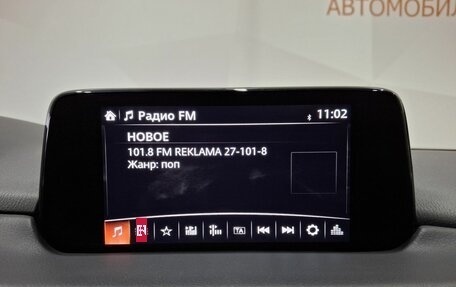 АВТОМОБИЛ
Радио FM 11:02
НОВОЕ
101.8 FM REKLAMA 27-101-8
Жанр: поп
TA